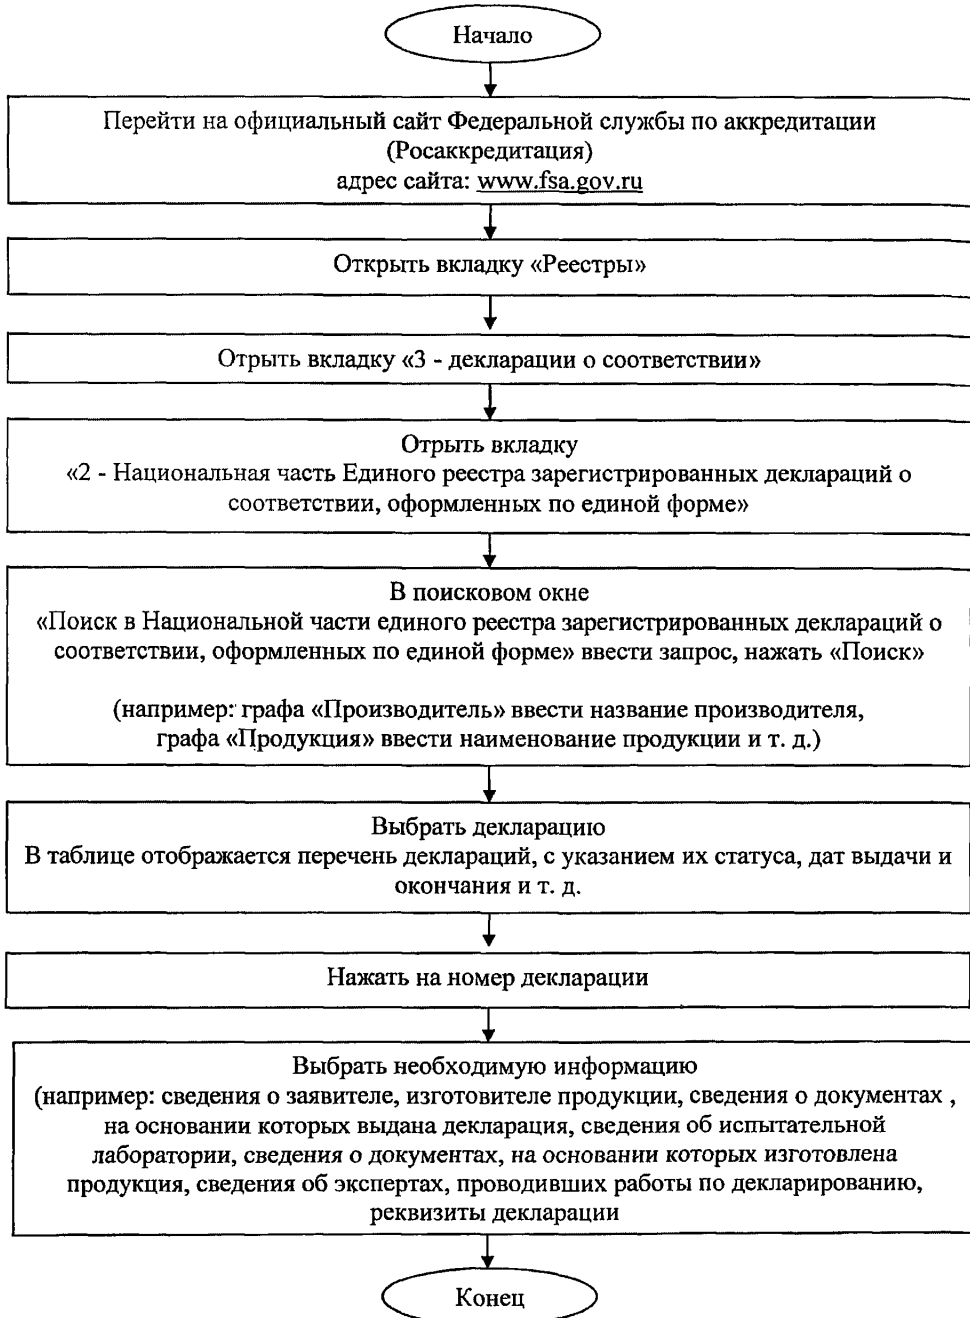 Начало
Перейти на официальный сайт Федеральной службы по аккредитации
(Росаккредитация)
адрес сайта: www.fsa.gov.ru
Открыть вкладку «Реестры»
Отрыть вкладку «3 - декларации о соответствии»
Отрыть вкладку
«2 - Национальная часть Единого реестра зарегистрированных деклараций о
соответствии, оформленных по единой форме»
В поисковом окне
«Поиск в Национальной части единого реестра зарегистрированных деклараций о
соответствии, оформленных по единой форме» ввести запрос, нажать «Поиск»
(например: графа «Производитель» ввести название производителя,
графа «Продукция» ввести наименование продукции и т. д.)
Выбрать декларацию
В таблице отображается перечень деклараций, с указанием их статуса, дат выдачи и
окончания и т. д.
Нажать на номер декларации
Выбрать необходимую информацию
(например: сведения о заявителе, изготовителе продукции, сведения о документах ,
на основании которых выдана декларация, сведения об испытательной
лаборатории, сведения о документах, на основании которых изготовлена
продукция, сведения об экспертах, проводивших работы по декларированию,
реквизиты декларации
Конец